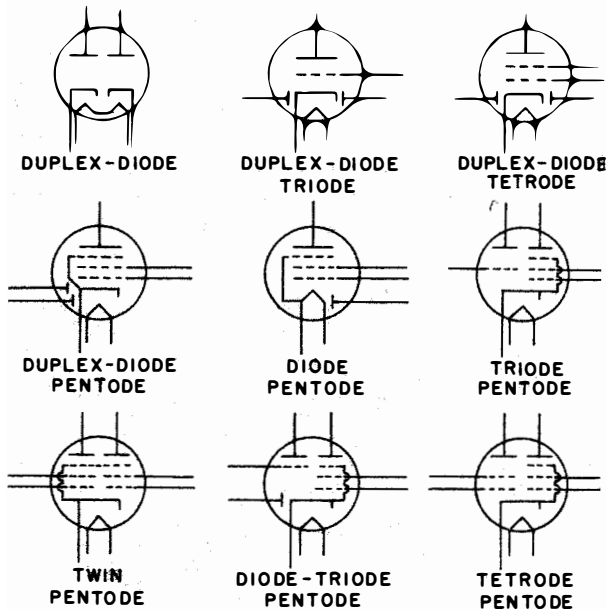 DUPLEX-DIODE
DUPLEX-DIODE
TRIODE
DUPLEX-DIODE
TETRODE
DUPLEX-DIODE
PENTODE
DIODE
PENTODE
TRIODE
PENTODE
TWIN
PENTODE
DIODE-TRIODE
PENTODE
TETRODE
PENTODE